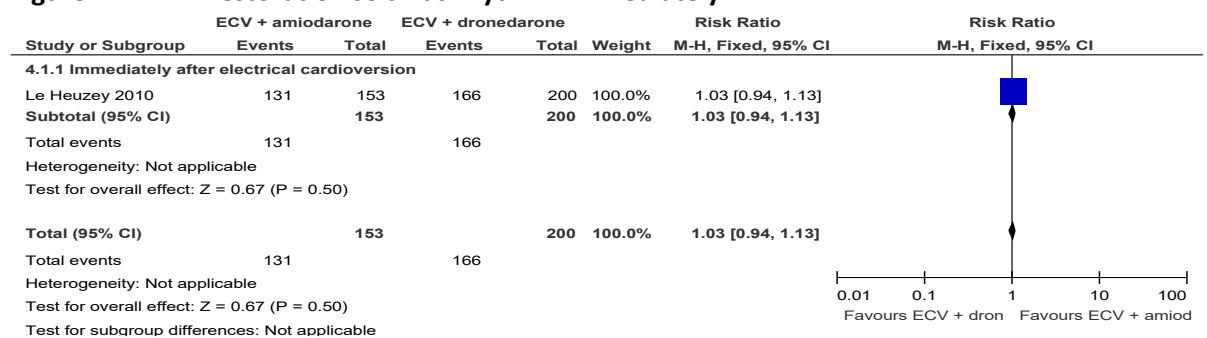 ECV + amiodarone ECV + dronedarone Risk Ratio Risk Ratio
Study or Subgroup Events Total Events Total Weight M-H, Fixed, 95% CI M-H, Fixed, 95% CI
4.1.1 Immediately after electrical cardioversion
Le Heuzey 2010 131 153 166 200 100.0% 1.03 [0.94, 1.13]
Subtotal (95% CI) 153 200 100.0% 1.03 [0.94, 1.13]
Total events 131 166
Heterogeneity: Not applicable
Test for overall effect: Z = 0.67 (P = 0.50)
Total (95% CI) 153 200 100.0% 1.03 [0.94, 1.13]
Total events 131 166
Heterogeneity: Not applicable
Test for overall effect: Z = 0.67 (P = 0.50)
Test for subgroup differences: Not applicable
0.01 0.1 1 10 100
Favours ECV + dron Favours ECV + amiod